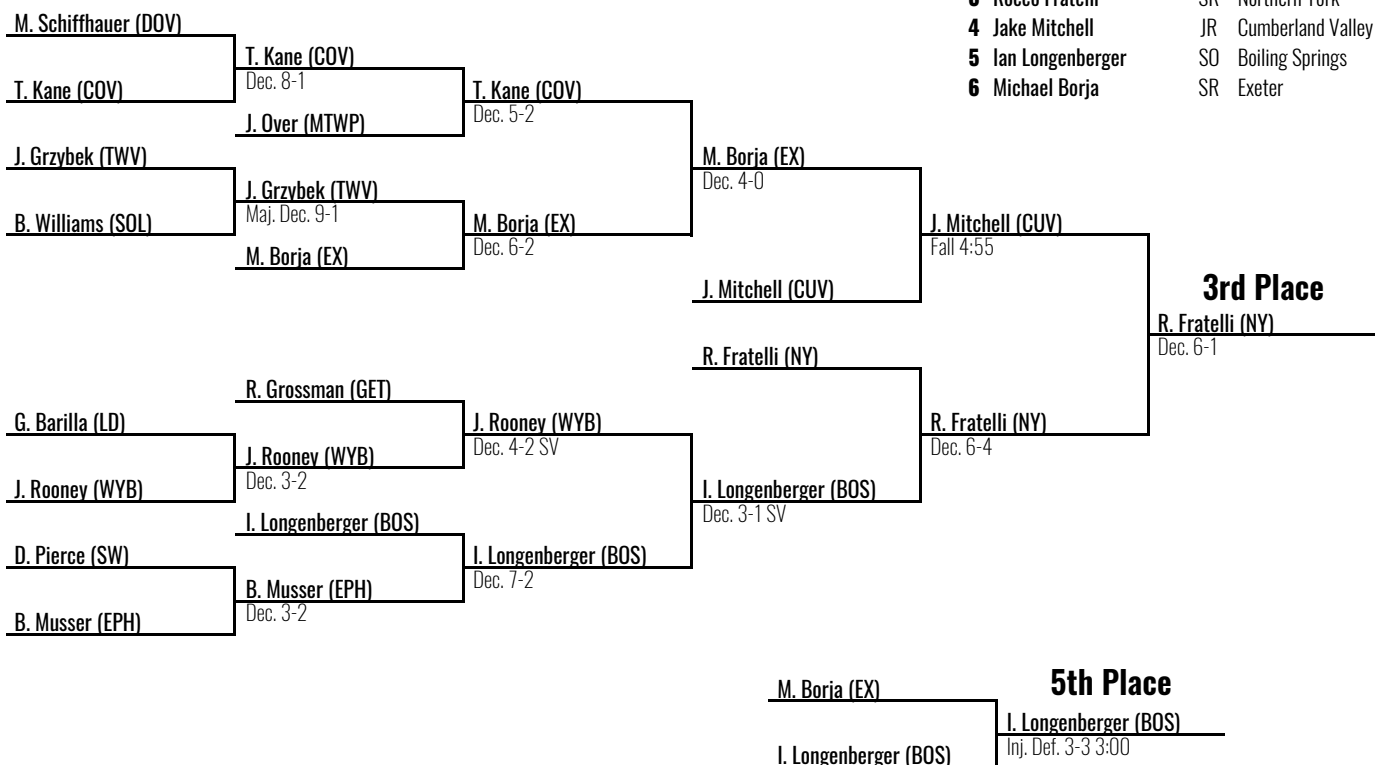 3 Rocco Fratelli SR Northern York
4 Jake Mitchell JR Cumberland Valley
5 Ian Longenberger SO Boiling Springs
6 Michael Borja SR Exeter
M. Schiffhauer (DOV)
T. Kane (COV)
Dec. 8-1
T. Kane (COV)
T. Kane (COV)
Dec. 5-2
J. Over (MTWP)
J. Grzybek (TWV)
M. Borja (EX)
Dec. 4-0
J. Grzybek (TWV)
Maj. Dec. 9-1
B. Williams (SOL)
M. Borja (EX)
Dec. 6-2
J. Mitchell (CUV)
Fall 4:55
M. Borja (EX)
J. Mitchell (CUV)
3rd Place
R. Fratelli (NY)
Dec. 6-1
R. Fratelli (NY)
R. Grossman (GET)
G. Barilla (LD)
J. Rooney (WYB)
Dec. 4-2 SV
R. Fratelli (NY)
Dec. 6-4
J. Rooney (WYB)
Dec. 3-2
J. Rooney (WYB)
I. Longenberger (BOS)
Dec. 3-1 SV
I. Longenberger (BOS)
D. Pierce (SW)
I. Longenberger (BOS)
Dec. 7-2
B. Musser (EPH)
Dec. 3-2
B. Musser (EPH)
5th Place
M. Borja (EX)
I. Longenberger (BOS)
Inj. Def. 3-3 3:00
I. Longenberger (BOS)